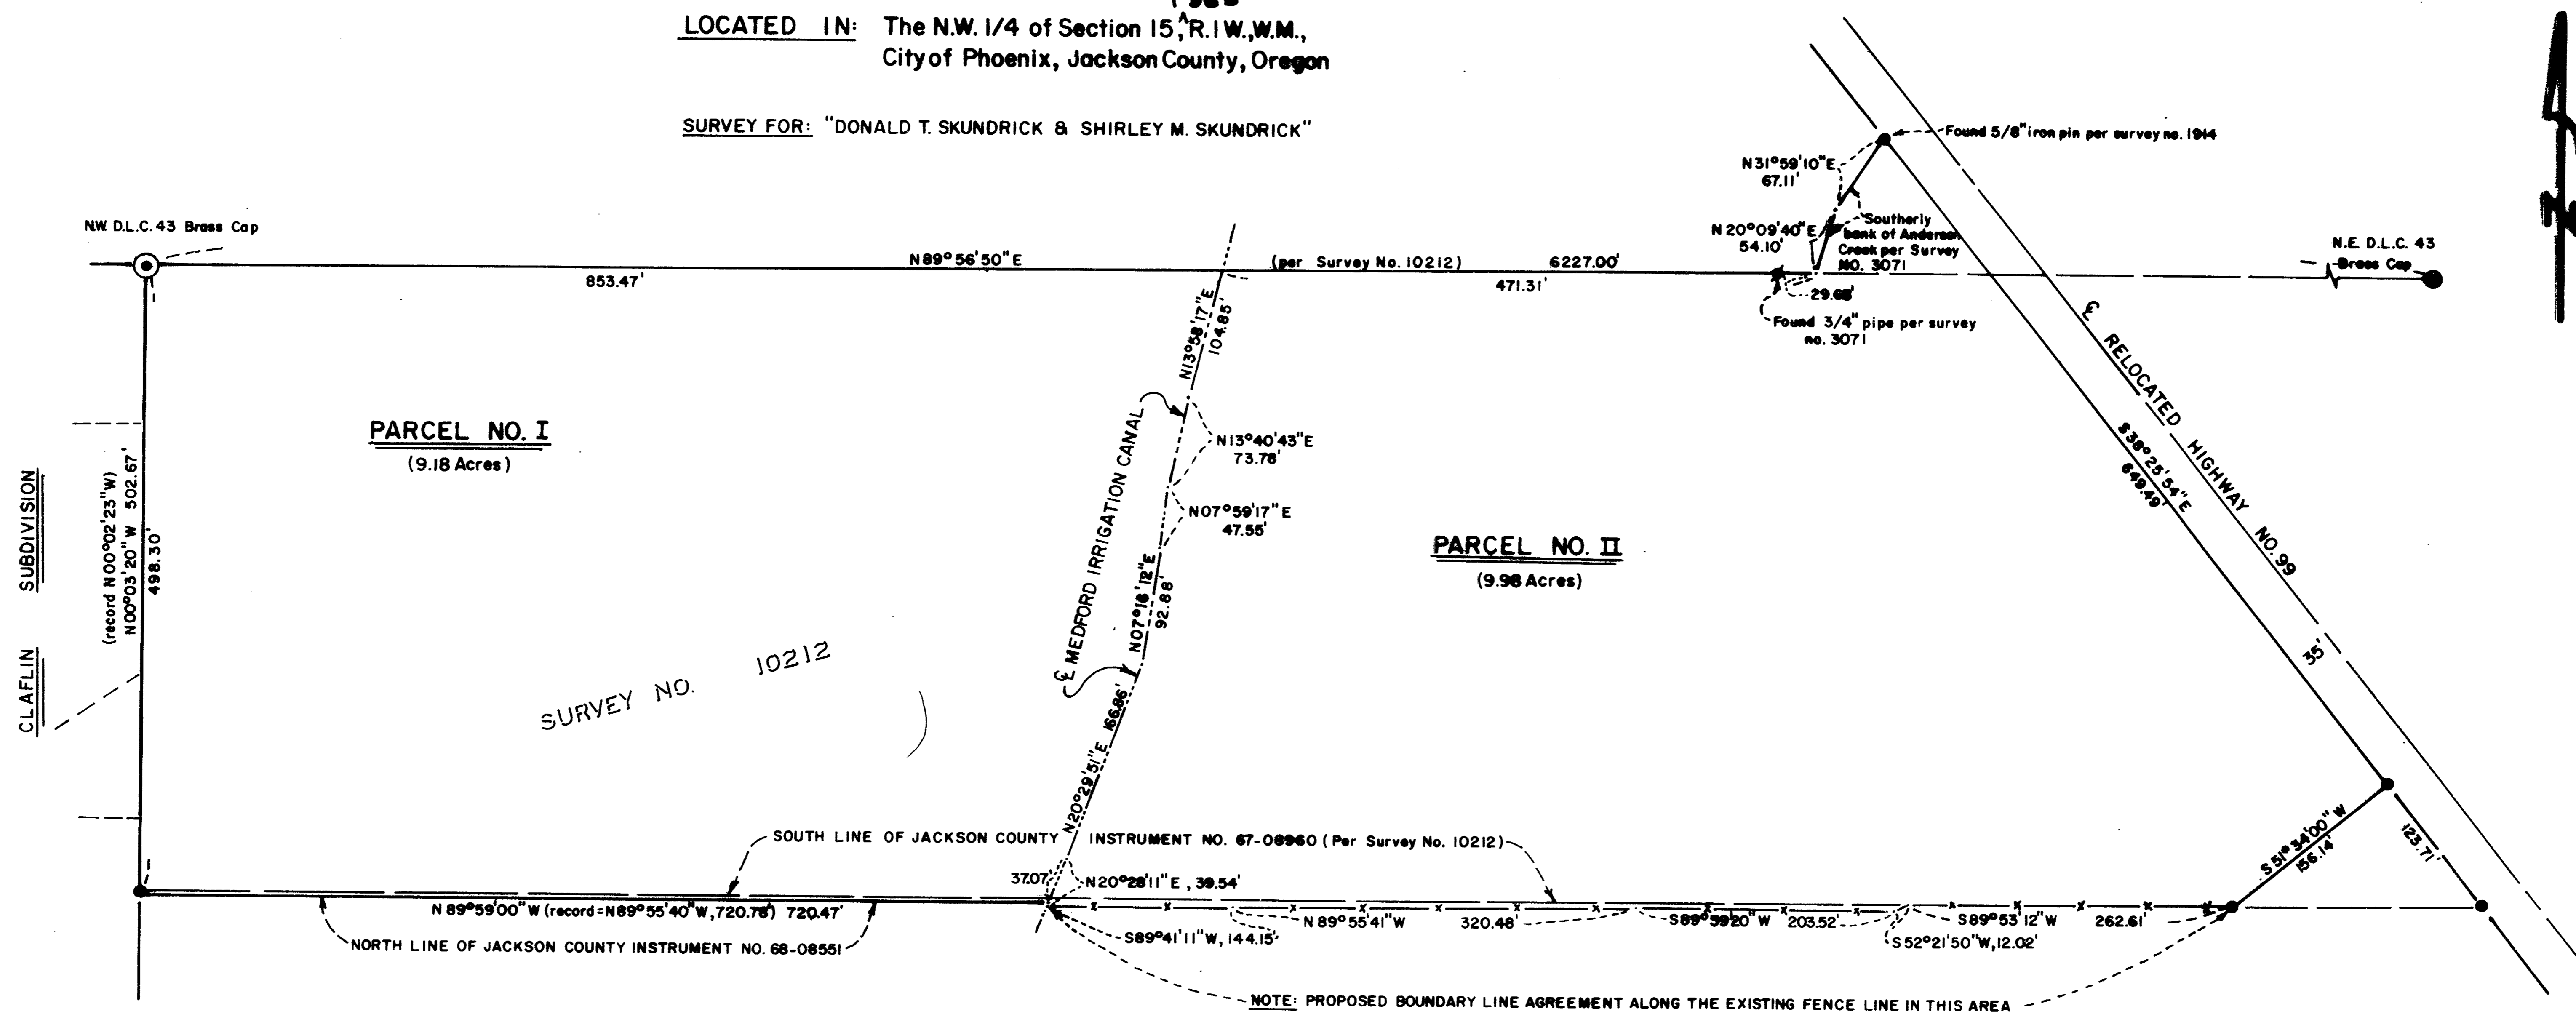 LOCATED IN: The N.W. 1/4 of Section 15, R.1W.,W.M.,
City of Phoenix, Jackson County, Oregon
SURVEY FOR: "DONALD T. SKUNDRICK & SHIRLEY M. SKUNDRICK"
Found 5/8" iron pin per survey no. 1914
N31°59'10"E
67.11'
N.W. D.L.C. 43 Brass Cap
N 20°09'40"E
54.10'
Southerly
bank of Anderson
Creek per Survey
NO. 3071
N.E. D.L.C. 43
Brass Cap
N89°56'50"E
(per Survey No. 10212)
6227.00'
853.47'
471.31'
Found 3/4" pipe per survey
no. 3071
℄ RELOCATED HIGHWAY NO. 99
N13°58'17"E
104.85'
PARCEL NO. I
(9.18 Acres)
℄ MEDFORD IRRIGATION CANAL
N13°40'43"E
73.78'
N07°59'17"E
47.55'
N07°16'12"E
92.88'
PARCEL NO. II
(9.98 Acres)
S38°25'54"E
649.49'
35'
CLAFLIN SUBDIVISION
(record N00°02'23"W)
N00°03'20"W 502.67'
498.30'
SURVEY NO. 10212
N20°29'51"E 166.86'
S51°34'00"W
156.14'
123.71'
SOUTH LINE OF JACKSON COUNTY INSTRUMENT NO. 67-08960 (Per Survey No. 10212)
37.07'
N20°28'11"E, 39.54'
N 89°59'00"W (record=N89°55'40"W, 720.78') 720.47'
N 89°55'41"W
320.48'
203.52'
S89°53'12"W
262.61'
S89°41'11"W, 144.15'
S52°21'50"W, 12.02'
NORTH LINE OF JACKSON COUNTY INSTRUMENT NO. 68-08551
NOTE: PROPOSED BOUNDARY LINE AGREEMENT ALONG THE EXISTING FENCE LINE IN THIS AREA